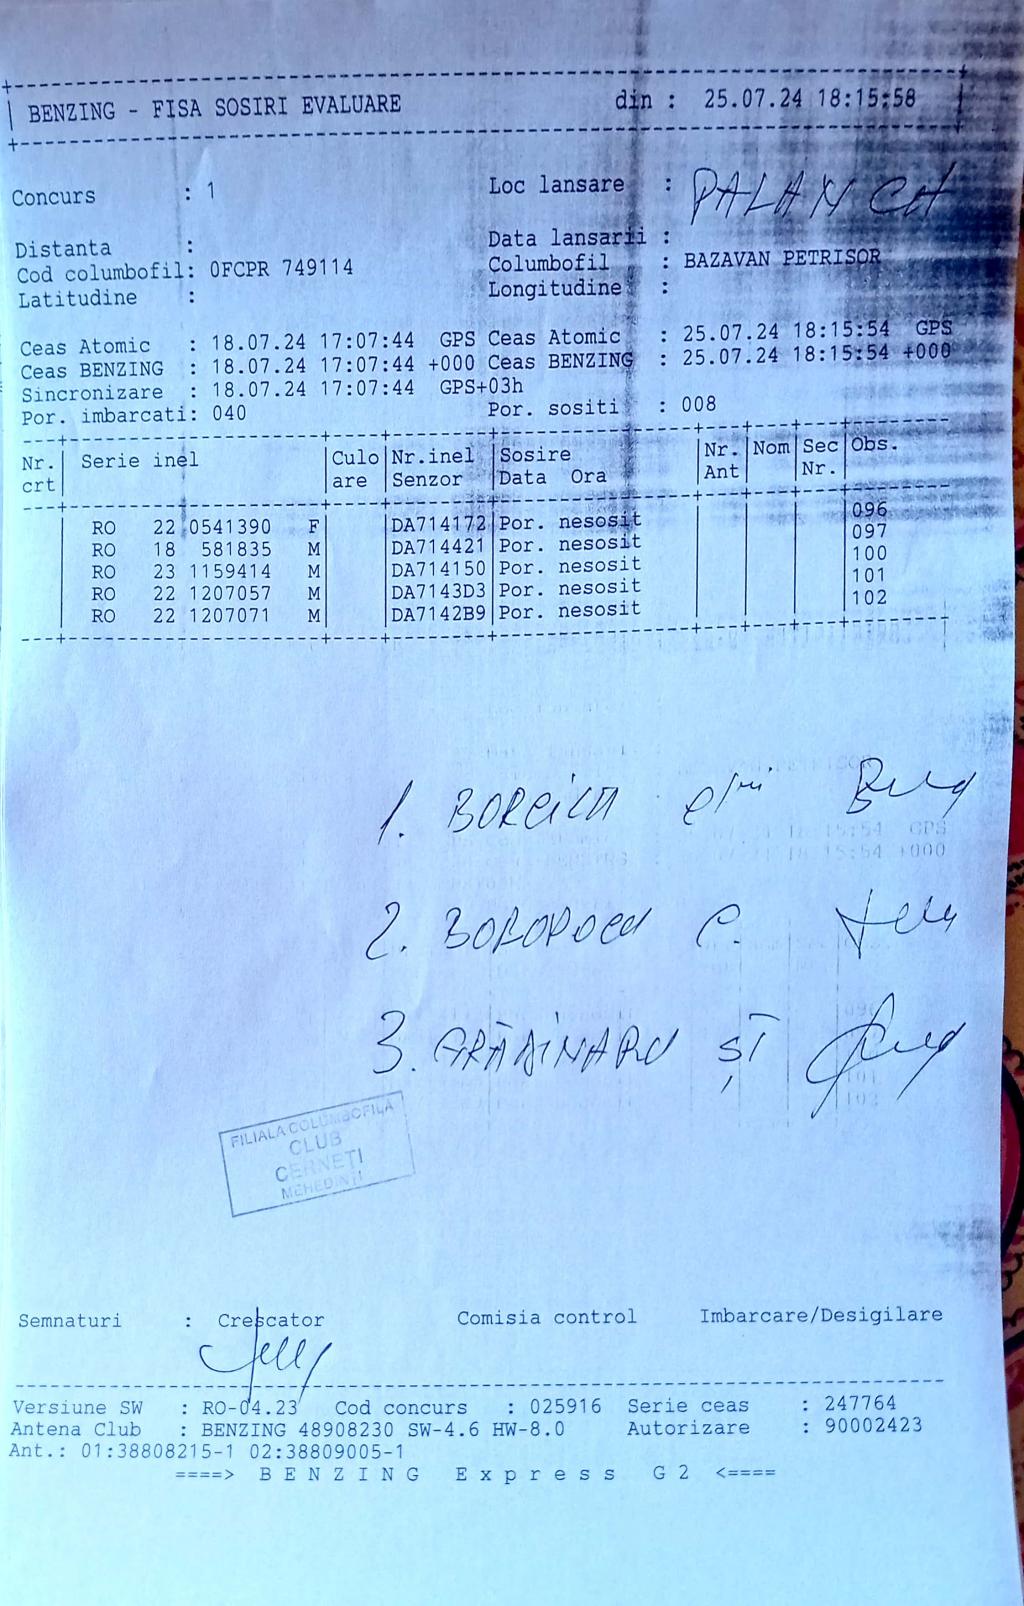 BENZING - FISA SOSIRI EVALUARE din : 25.07.24 18:15:58
Concurs : 1 Loc lansare : PALANCA
Distanta : Data lansarii :
Cod columbofil: 0FCPR 749114 Columbofil : BAZAVAN PETRISOR
Latitudine : Longitudine :
Ceas Atomic : 18.07.24 17:07:44 GPS Ceas Atomic : 25.07.24 18:15:54 GPS
Ceas BENZING : 18.07.24 17:07:44 +000 Ceas BENZING : 25.07.24 18:15:54 +000
Sincronizare : 18.07.24 17:07:44 GPS+03h
Por. imbarcati: 040 Por. sositi : 008
Nr. Serie inel Culo Nr.inel Sosire Nr. Nom Sec Obs.
crt are Senzor Data Ora Ant Nr.
RO 22 0541390 F DA714172 Por. nesosit 096
RO 18 581835 M DA714421 Por. nesosit 097
RO 23 1159414 M DA714150 Por. nesosit 100
RO 22 1207057 M DA7143D3 Por. nesosit 101
RO 22 1207071 M DA7142B9 Por. nesosit 102
1. BORCILA
2. BOBOROCA C.
3. GRĂDINARU ȘT
FILIALA COLUMBOFILĂ
CLUB
CERNEȚI
MEHEDINȚI
Semnaturi : Crescator Comisia control Imbarcare/Desigilare
Versiune SW : RO-04.23 Cod concurs : 025916 Serie ceas : 247764
Antena Club : BENZING 48908230 SW-4.6 HW-8.0 Autorizare : 90002423
Ant.: 01:38808215-1 02:38809005-1
====> B E N Z I N G E x p r e s s G 2 <====